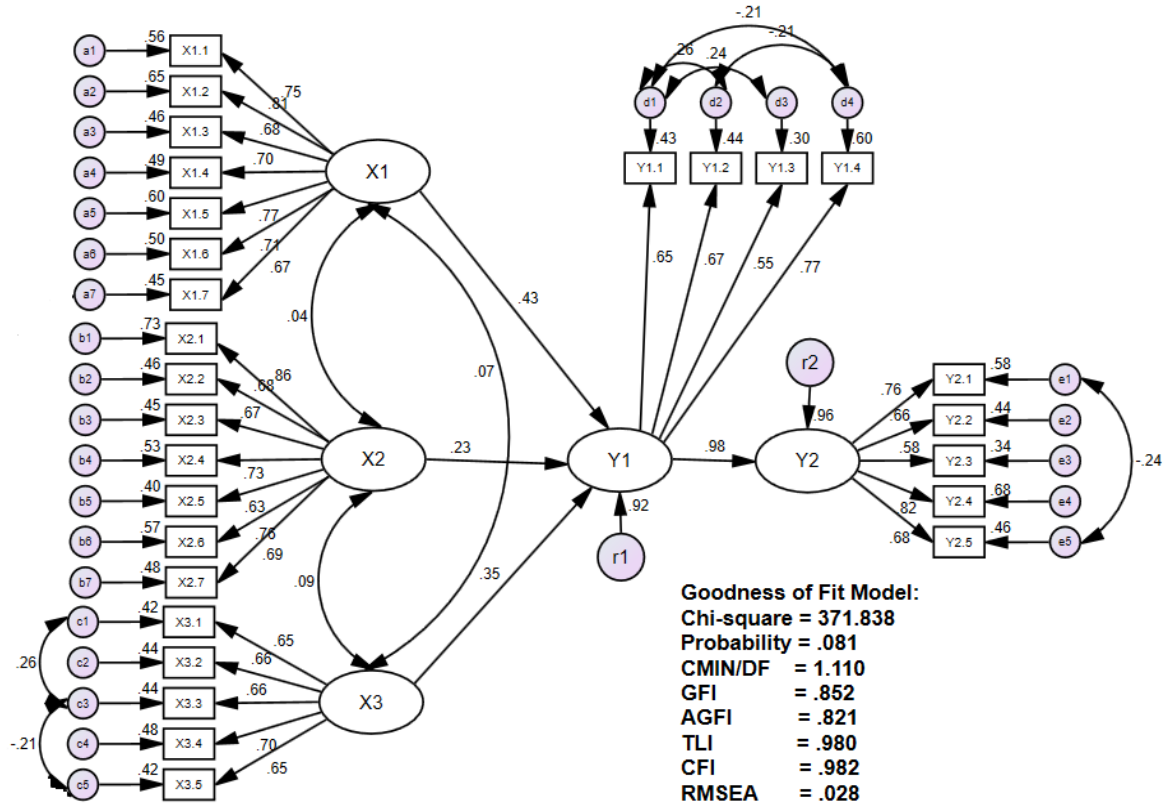 a1 .56 X1.1
a2 .65 X1.2
a3 .46 X1.3
a4 .49 X1.4
a5 .60 X1.5
a6 .50 X1.6
a7 .45 X1.7
.75
.81
.68
.70
.77
.71
.67
X1
b1 .73 X2.1
b2 .46 X2.2
b3 .45 X2.3
b4 .53 X2.4
b5 .40 X2.5
b6 .57 X2.6
b7 .48 X2.7
.86
.68
.67
.73
.63
.76
.69
X2
c1 .42 X3.1
c2 .44 X3.2
c3 .44 X3.3
c4 .48 X3.4
c5 .42 X3.5
.26
-.21
.65
.66
.66
.70
.65
X3
.04
.07
.09
.43
.23
.35
-.21
.26 .24 -.21
d1 d2 d3 d4
.43 .44 .30 .60
Y1.1 Y1.2 Y1.3 Y1.4
.65 .67 .55 .77
Y1
.92
r1
.98
r2
.96
Y2
.76
.66
.58
.82
.68
Y2.1 .58 e1
Y2.2 .44 e2
Y2.3 .34 e3
Y2.4 .68 e4
Y2.5 .46 e5
-.24
Goodness of Fit Model:
Chi-square = 371.838
Probability = .081
CMIN/DF = 1.110
GFI = .852
AGFI = .821
TLI = .980
CFI = .982
RMSEA = .028